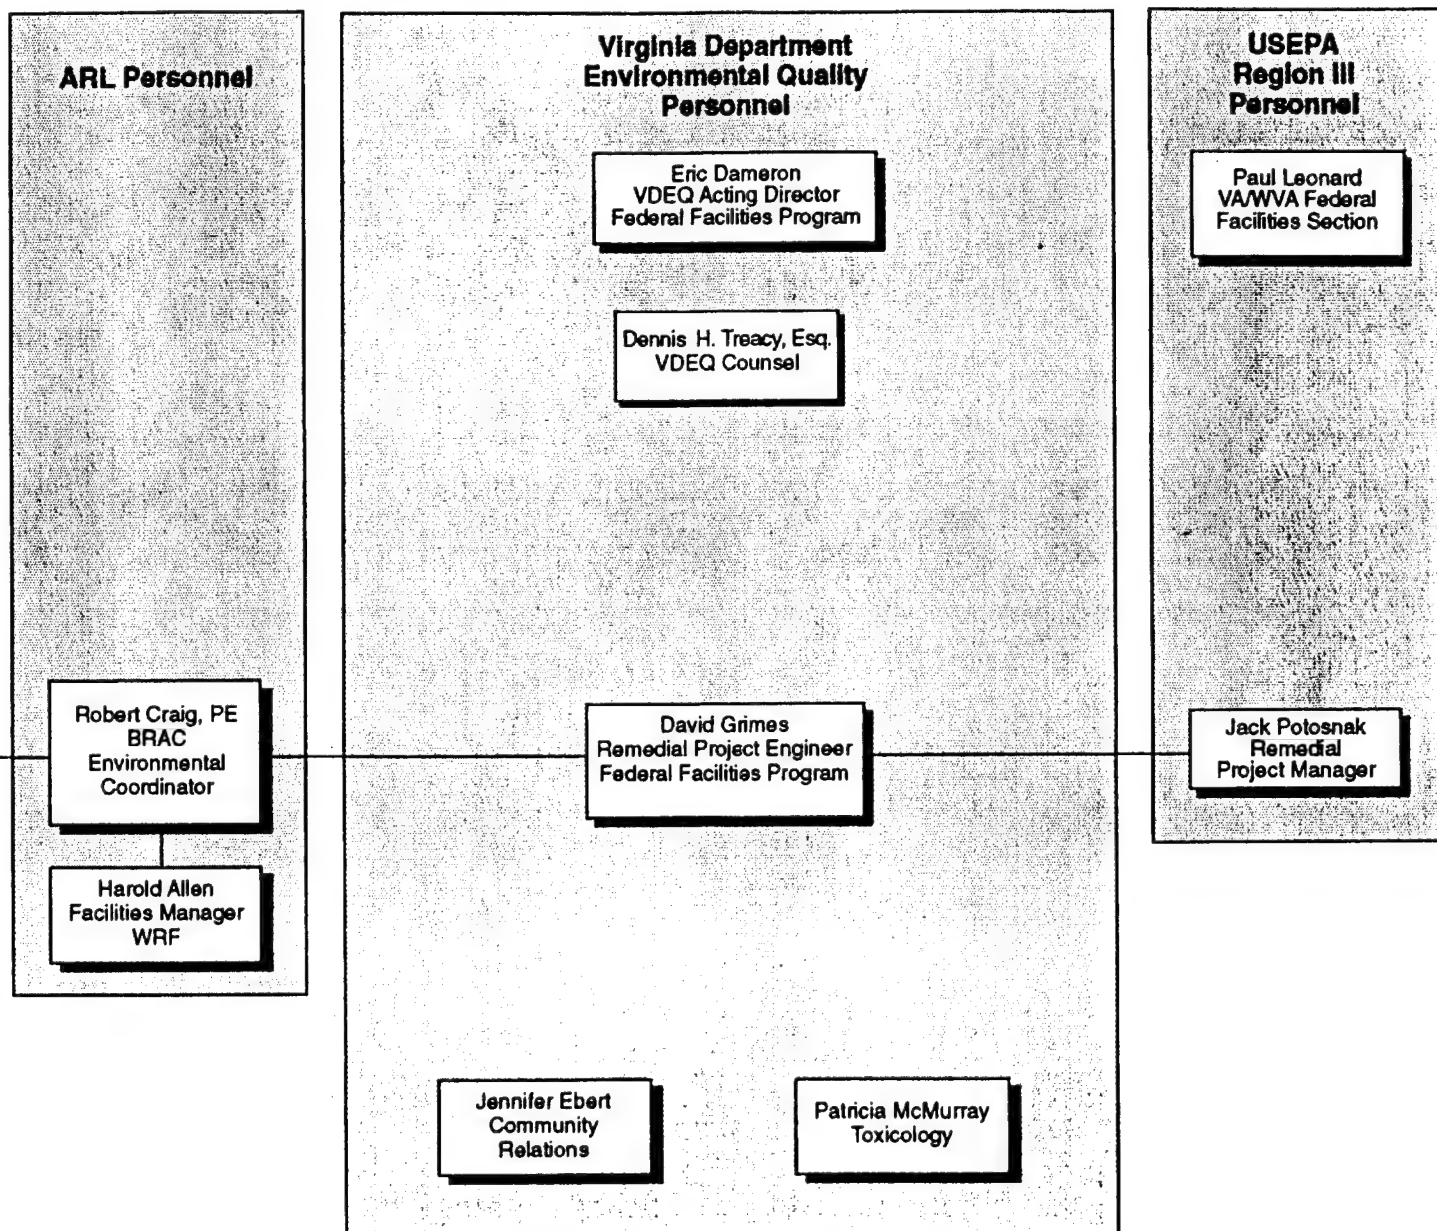 ARL Personnel
Robert Craig, PE
BRAC
Environmental
Coordinator
Harold Allen
Facilities Manager
WRF
Virginia Department
Environmental Quality
Personnel
Eric Dameron
VDEQ Acting Director
Federal Facilities Program
Dennis H. Treacy, Esq.
VDEQ Counsel
David Grimes
Remedial Project Engineer
Federal Facilities Program
Jennifer Ebert
Community
Relations
Patricia McMurray
Toxicology
USEPA
Region III
Personnel
Paul Leonard
VA/WVA Federal
Facilities Section
Jack Potosnak
Remedial
Project Manager